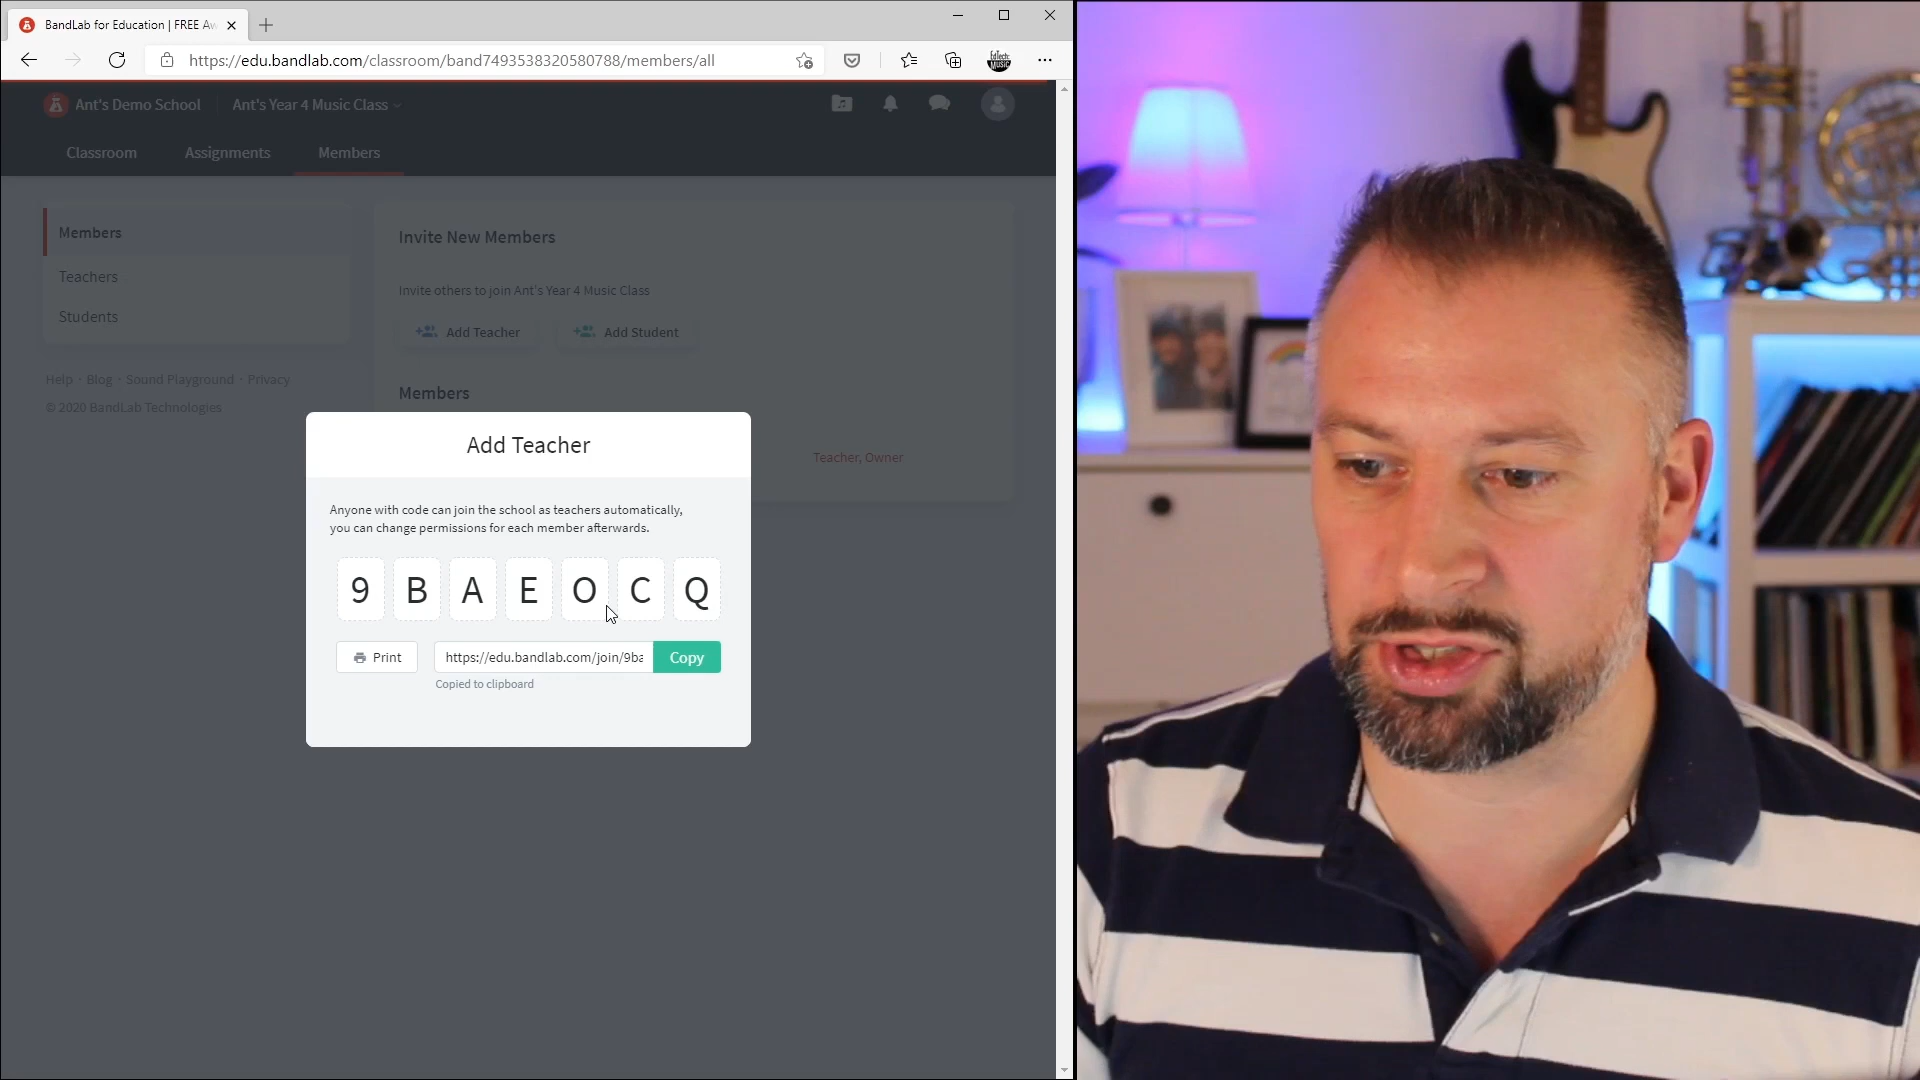 BandLab for Education | FREE Aw
https://edu.bandlab.com/classroom/band7493538320580788/members/all
Ant's Demo School
Ant's Year 4 Music Class
Classroom
Assignments
Members
Members
Teachers
Students
Help · Blog · Sound Playground · Privacy
© 2020 BandLab Technologies
Invite New Members
Invite others to join Ant's Year 4 Music Class
Add Teacher
Add Student
Members
Teacher, Owner
Add Teacher
Anyone with code can join the school as teachers automatically,
you can change permissions for each member afterwards.
9 B A E O C Q
Print
https://edu.bandlab.com/join/9ba
Copy
Copied to clipboard